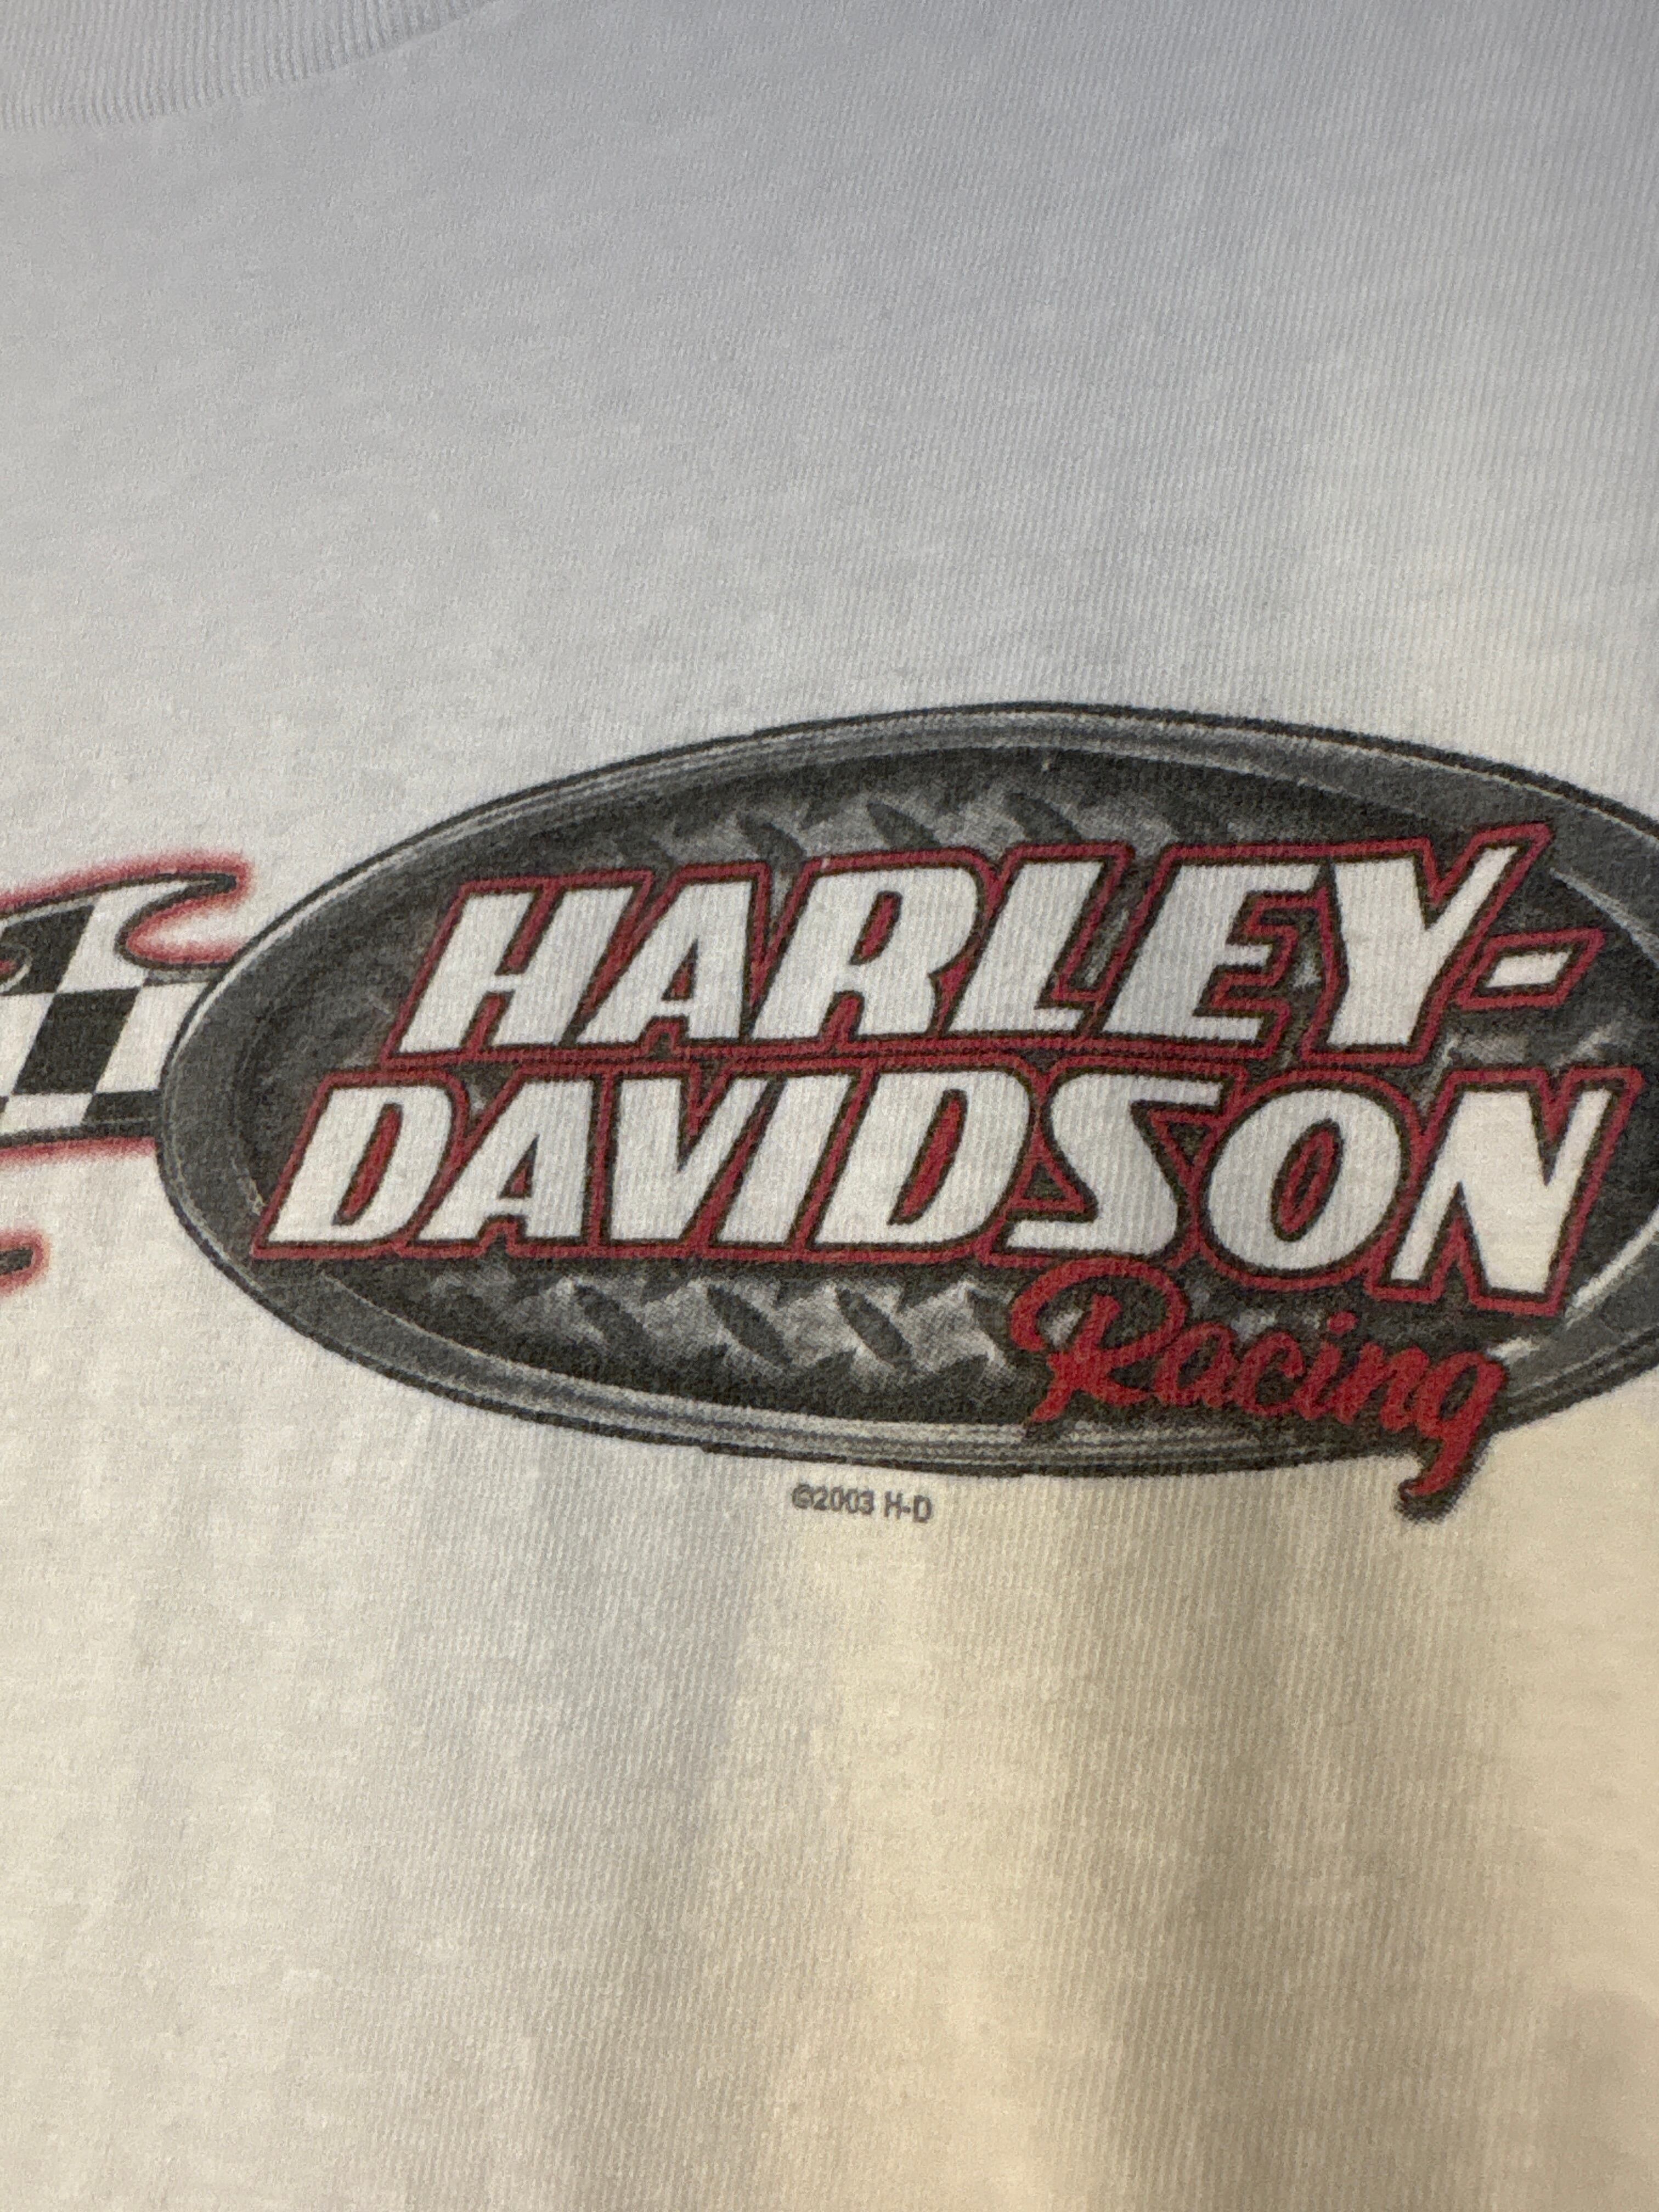 HARLEY-
DAVIDSON
Racing
©2003 H-D